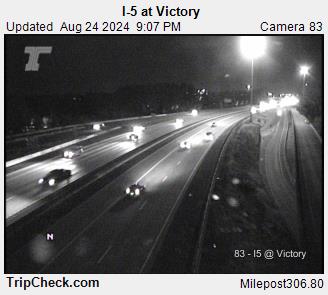 I-5 at Victory
Updated Aug 24 2024 9:07 PM Camera 83
T
N
83 - I5 @ Victory
TripCheck.com Milepost306.80